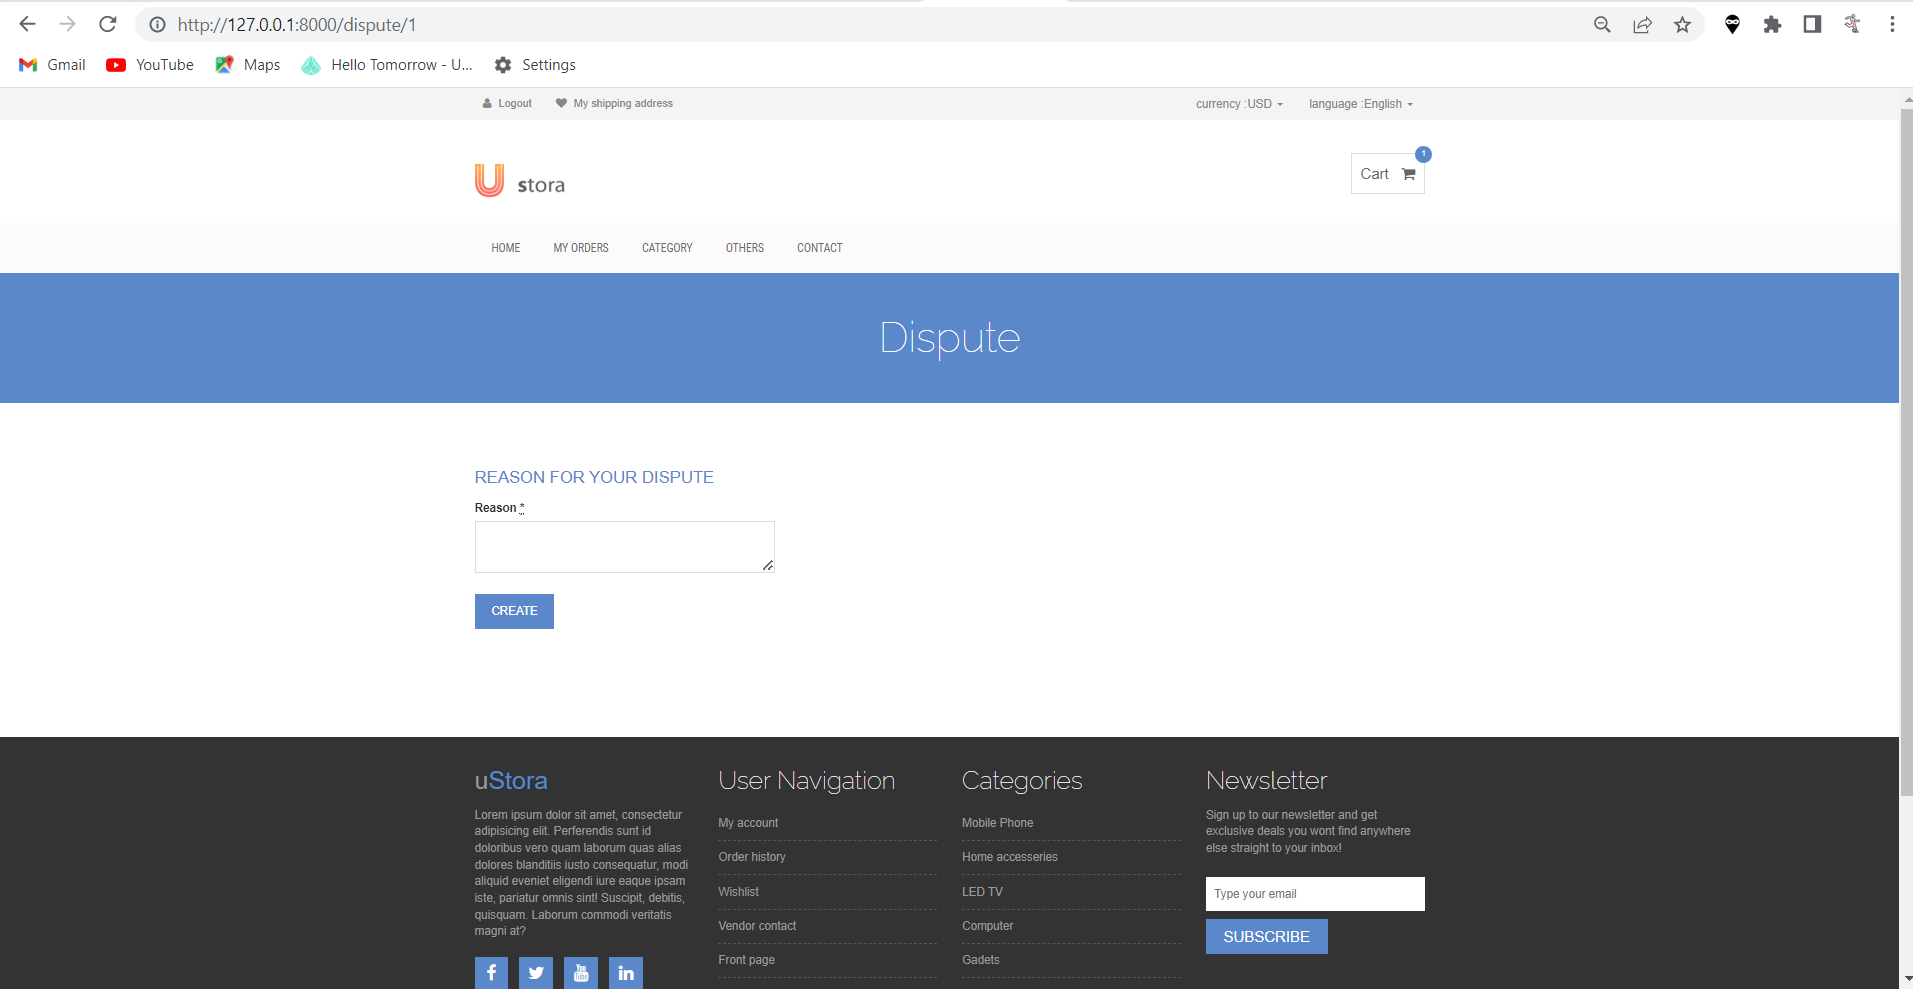 http://127.0.0.1:8000/dispute/1
Gmail YouTube Maps Hello Tomorrow - U... Settings
Logout My shipping address currency :USD language :English
U stora
Cart 1
HOME MY ORDERS CATEGORY OTHERS CONTACT
Dispute
REASON FOR YOUR DISPUTE
Reason *
CREATE
uStora
Lorem ipsum dolor sit amet, consectetur
adipisicing elit. Perferendis sunt id
doloribus vero quam laborum quas alias
dolores blanditiis iusto consequatur, modi
aliquid eveniet eligendi iure eaque ipsam
iste, pariatur omnis sint! Suscipit, debitis,
quisquam. Laborum commodi veritatis
magni at?
User Navigation
My account
Order history
Wishlist
Vendor contact
Front page
Categories
Mobile Phone
Home accesseries
LED TV
Computer
Gadets
Newsletter
Sign up to our newsletter and get
exclusive deals you wont find anywhere
else straight to your inbox!
Type your email
SUBSCRIBE